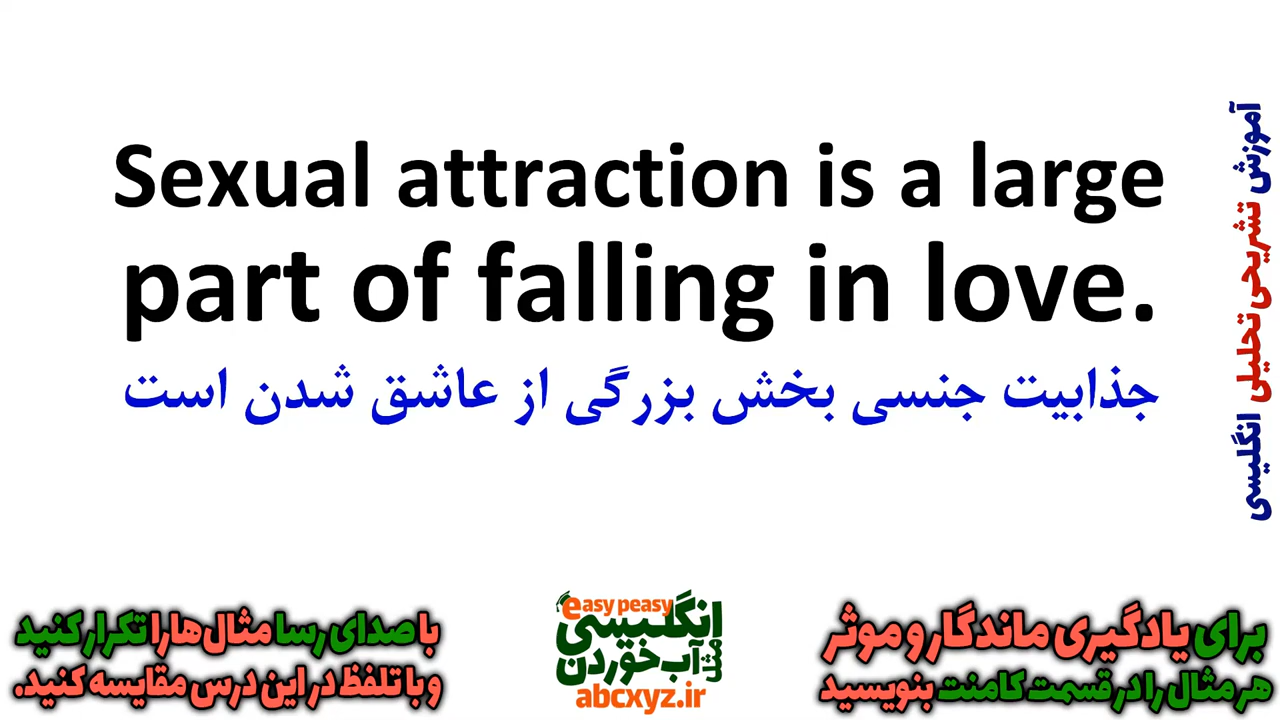 Sexual attraction is a large
part of falling in love.
جذابیت جنسی بخش بزرگی از عاشق شدن است
آموزش تشریحی تحلیلی انگلیسی
برای یادگیری ماندگار و موثر
هر مثال را در قسمت کامنت بنویسید
easy peasy
انگلیسی
مثل آب خوردن
abcxyz.ir
با صدای رسا مثال‌ها را تکرار کنید
و با تلفظ در این درس مقایسه کنید.